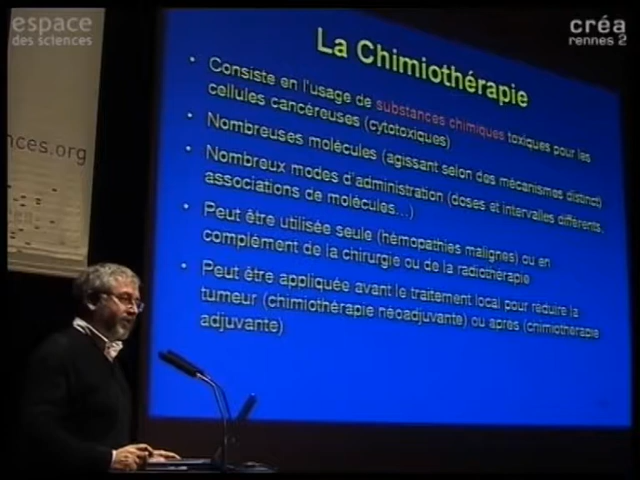 espace
des sciences
créa
rennes 2
nces.org
La Chimiothérapie
• Consiste en l'usage de substances chimiques toxiques pour les
cellules cancéreuses (cytotoxiques)
• Nombreuses molécules (agissant selon des mécanismes distinct)
• Nombreux modes d'administration (doses et intervalles différents,
associations de molécules…)
• Peut être utilisée seule (hémopathies malignes) ou en
complément de la chirurgie ou de la radiothérapie
• Peut être appliquée avant le traitement local pour réduire la
tumeur (chimiothérapie néoadjuvante) ou après (chimiothérapie
adjuvante)